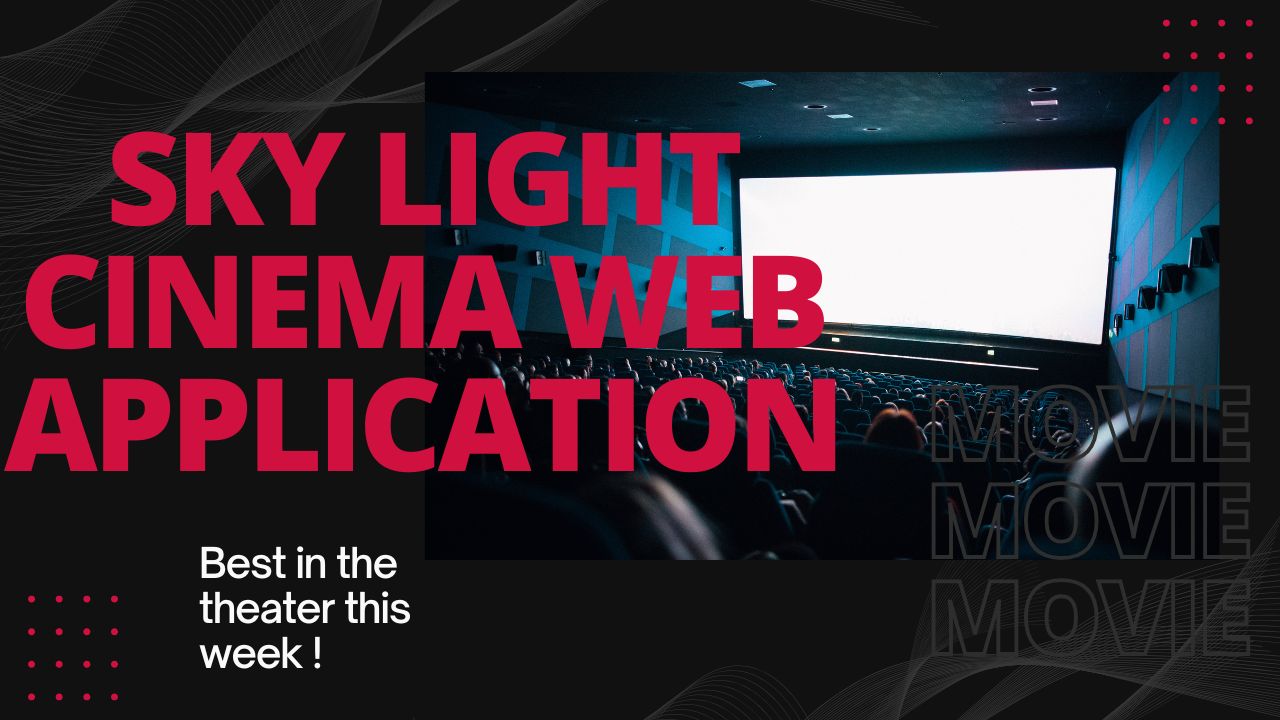 SKY LIGHT
CINEMA WEB
APPLICATION
MOVIE
MOVIE
MOVIE
Best in the
theater this
week !